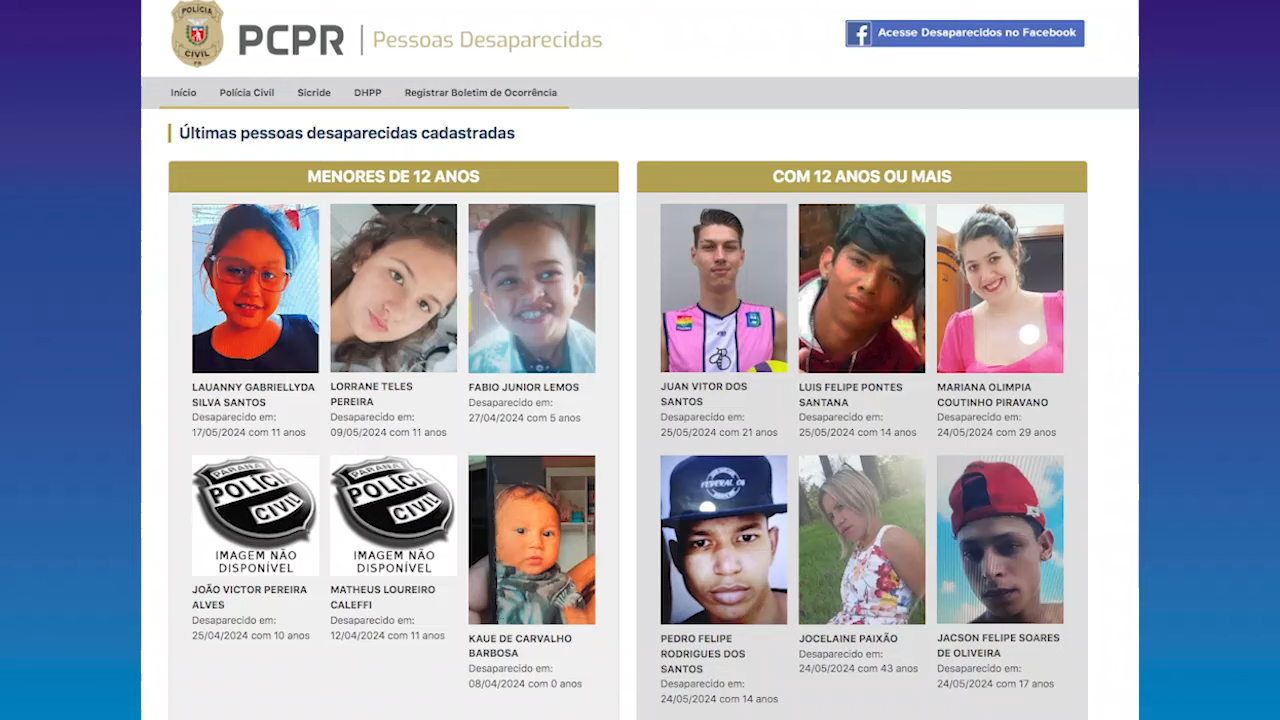 POLÍCIA
CIVIL
PR
PCPR | Pessoas Desaparecidas
Acesse Desaparecidos no Facebook
Início
Polícia Civil
Sicride
DHPP
Registrar Boletim de Ocorrência
Últimas pessoas desaparecidas cadastradas
MENORES DE 12 ANOS
LAUANNY GABRIELLYDA
SILVA SANTOS
Desaparecido em:
17/05/2024 com 11 anos
LORRANE TELES
PEREIRA
Desaparecido em:
09/05/2024 com 11 anos
FABIO JUNIOR LEMOS
Desaparecido em:
27/04/2024 com 5 anos
PARANÁ
POLÍCIA
CIVIL
IMAGEM NÃO
DISPONÍVEL
JOÃO VICTOR PEREIRA
ALVES
Desaparecido em:
25/04/2024 com 10 anos
PARANÁ
POLÍCIA
CIVIL
IMAGEM NÃO
DISPONÍVEL
MATHEUS LOUREIRO
CALEFFI
Desaparecido em:
12/04/2024 com 11 anos
KAUE DE CARVALHO
BARBOSA
Desaparecido em:
08/04/2024 com 0 anos
COM 12 ANOS OU MAIS
JUAN VITOR DOS
SANTOS
Desaparecido em:
25/05/2024 com 21 anos
LUIS FELIPE PONTES
SANTANA
Desaparecido em:
25/05/2024 com 14 anos
MARIANA OLIMPIA
COUTINHO PIRAVANO
Desaparecido em:
24/05/2024 com 29 anos
FEDERAL
PEDRO FELIPE
RODRIGUES DOS
SANTOS
Desaparecido em:
24/05/2024 com 14 anos
JOCELAINE PAIXÃO
Desaparecido em:
24/05/2024 com 43 anos
JACSON FELIPE SOARES
DE OLIVEIRA
Desaparecido em:
24/05/2024 com 17 anos